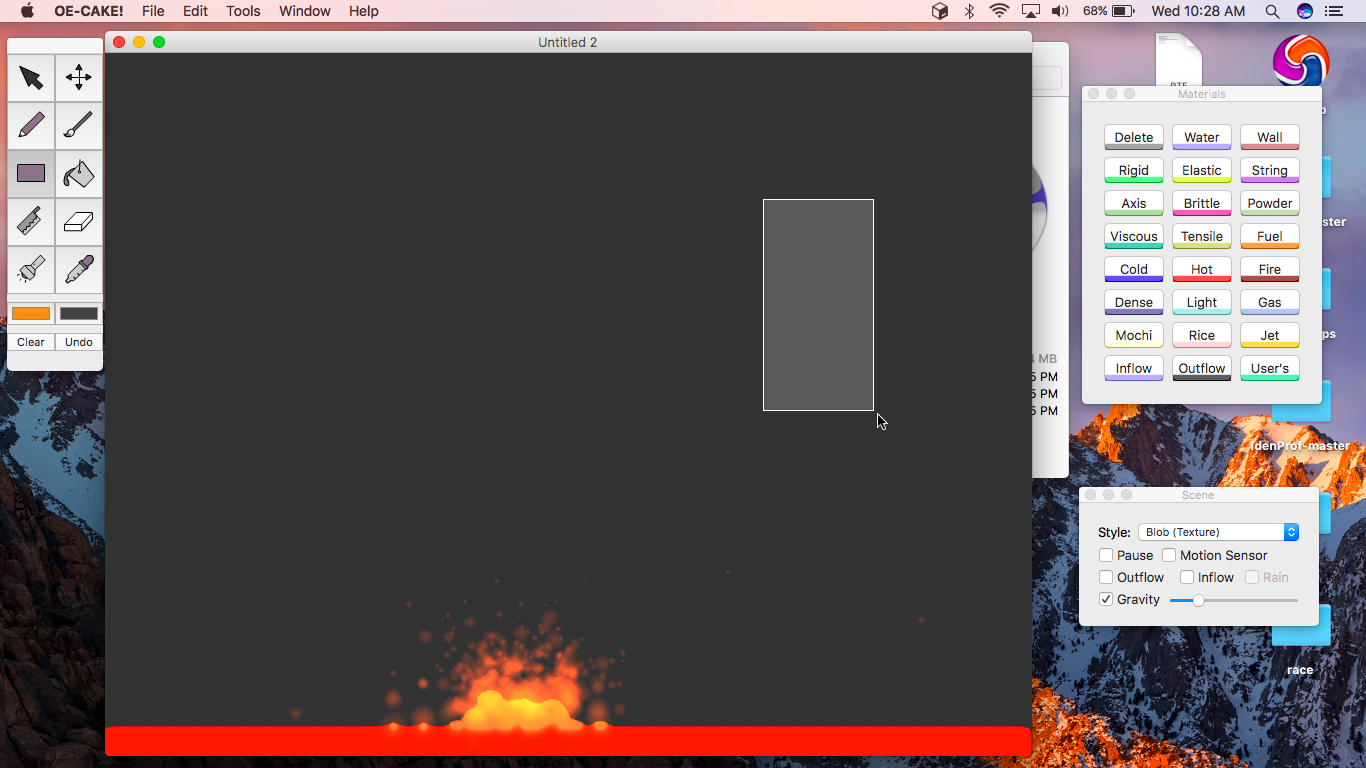 OE-CAKE! File Edit Tools Window Help 68% Wed 10:28 AM
Untitled 2
Clear Undo
MB
5 PM
5 PM
5 PM
Materials
Delete Water Wall
Rigid Elastic String
Axis Brittle Powder
Viscous Tensile Fuel
Cold Hot Fire
Dense Light Gas
Mochi Rice Jet
Inflow Outflow User's
ster
ps
IdenProf-master
Scene
Style: Blob (Texture)
Pause Motion Sensor
Outflow Inflow Rain
Gravity
race